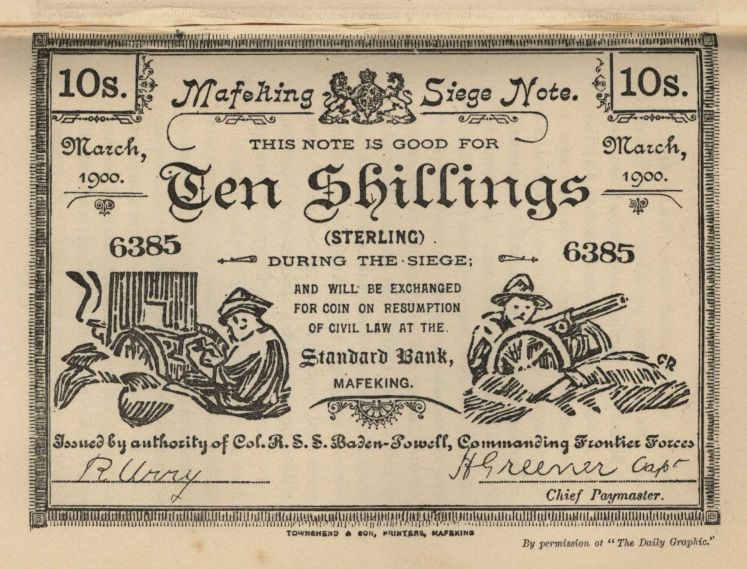 10s. Mafeking Siege Note. 10s.
March, 1900.
THIS NOTE IS GOOD FOR
March, 1900.
Ten Shillings
(STERLING).
6385 DURING THE SIEGE; 6385
AND WILL BE EXCHANGED
FOR COIN ON RESUMPTION
OF CIVIL LAW AT THE.
Standard Bank,
MAFEKING.
CR
Issued by authority of Col. R. S. S. Baden-Powell, Commanding Frontier Forces
R Urry HGreener Capt
Chief Paymaster.
TOWNSHEND & SON, PRINTERS, MAFEKING
By permission of "The Daily Graphic."